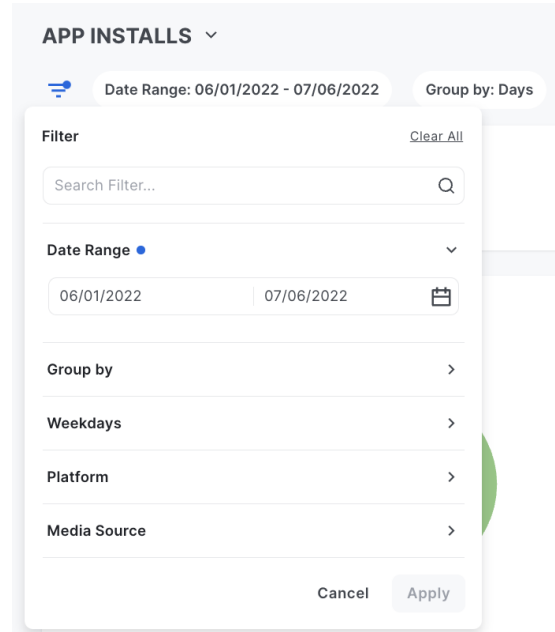 APP INSTALLS
Date Range: 06/01/2022 - 07/06/2022 Group by: Days
Filter Clear All
Search Filter...
Date Range
06/01/2022 07/06/2022
Group by
Weekdays
Platform
Media Source
Cancel Apply